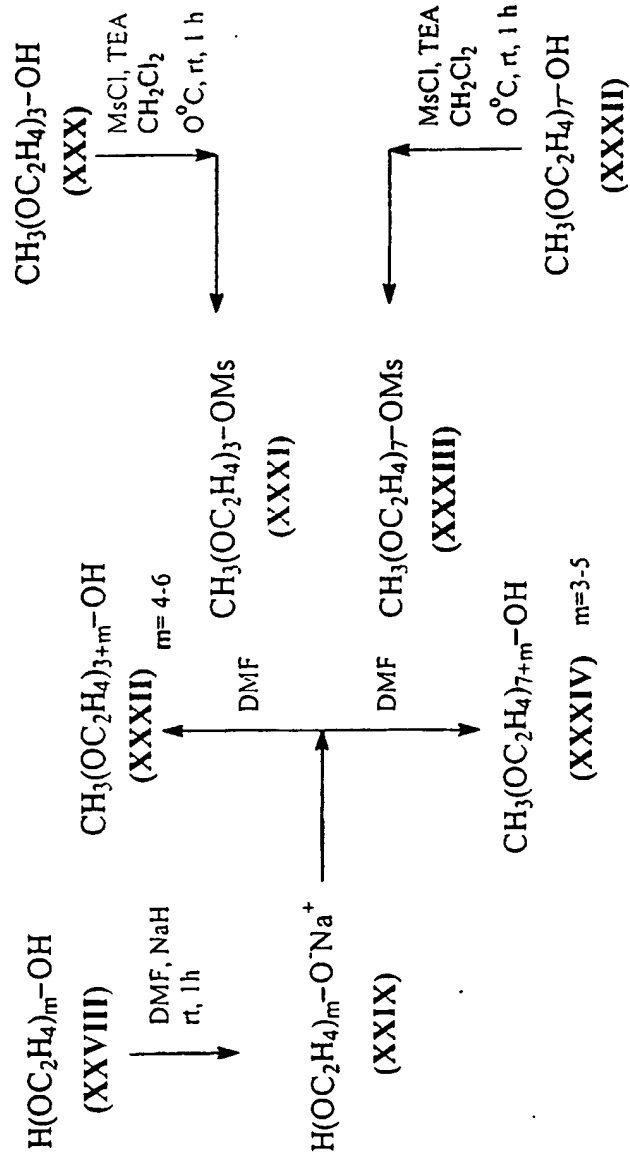 H(OC₂H₄)ₘ–OH
(XXVIII)
DMF, NaH
rt, 1h
H(OC₂H₄)ₘ–O⁻Na⁺
(XXIX)
CH₃(OC₂H₄)₃₊ₘ–OH
(XXXII)
m= 4-6
DMF
DMF
CH₃(OC₂H₄)₇₊ₘ–OH
(XXXIV) m=3-5
CH₃(OC₂H₄)₃–OMs
(XXXI)
CH₃(OC₂H₄)₇–OMs
(XXXIII)
CH₃(OC₂H₄)₃–OH
(XXX)
MsCl, TEA
CH₂Cl₂
O°C, rt, 1 h
MsCl, TEA
CH₂Cl₂
O°C, rt, 1 h
CH₃(OC₂H₄)₇–OH
(XXXII)